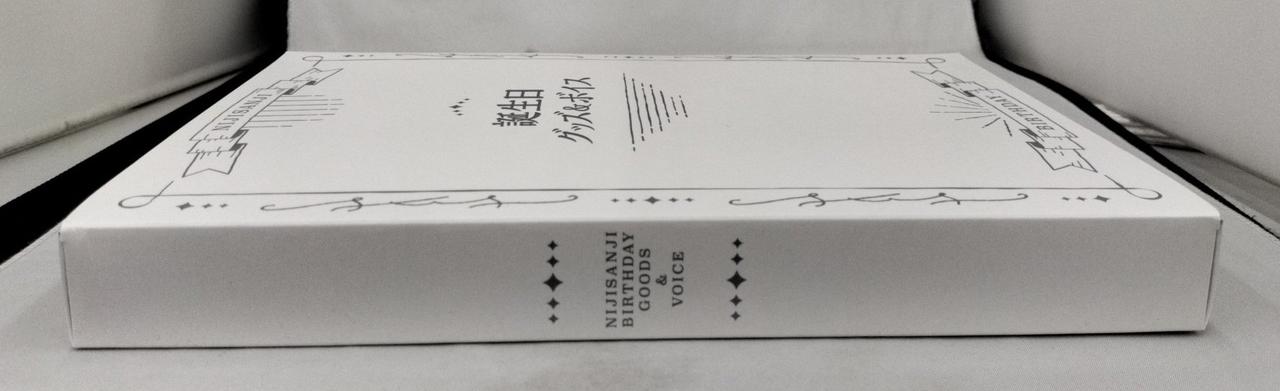 NIJISANJI
誕生日
グッズ&ボイス
BIRTHDAY
NIJISANJI
BIRTHDAY
GOODS
&
VOICE